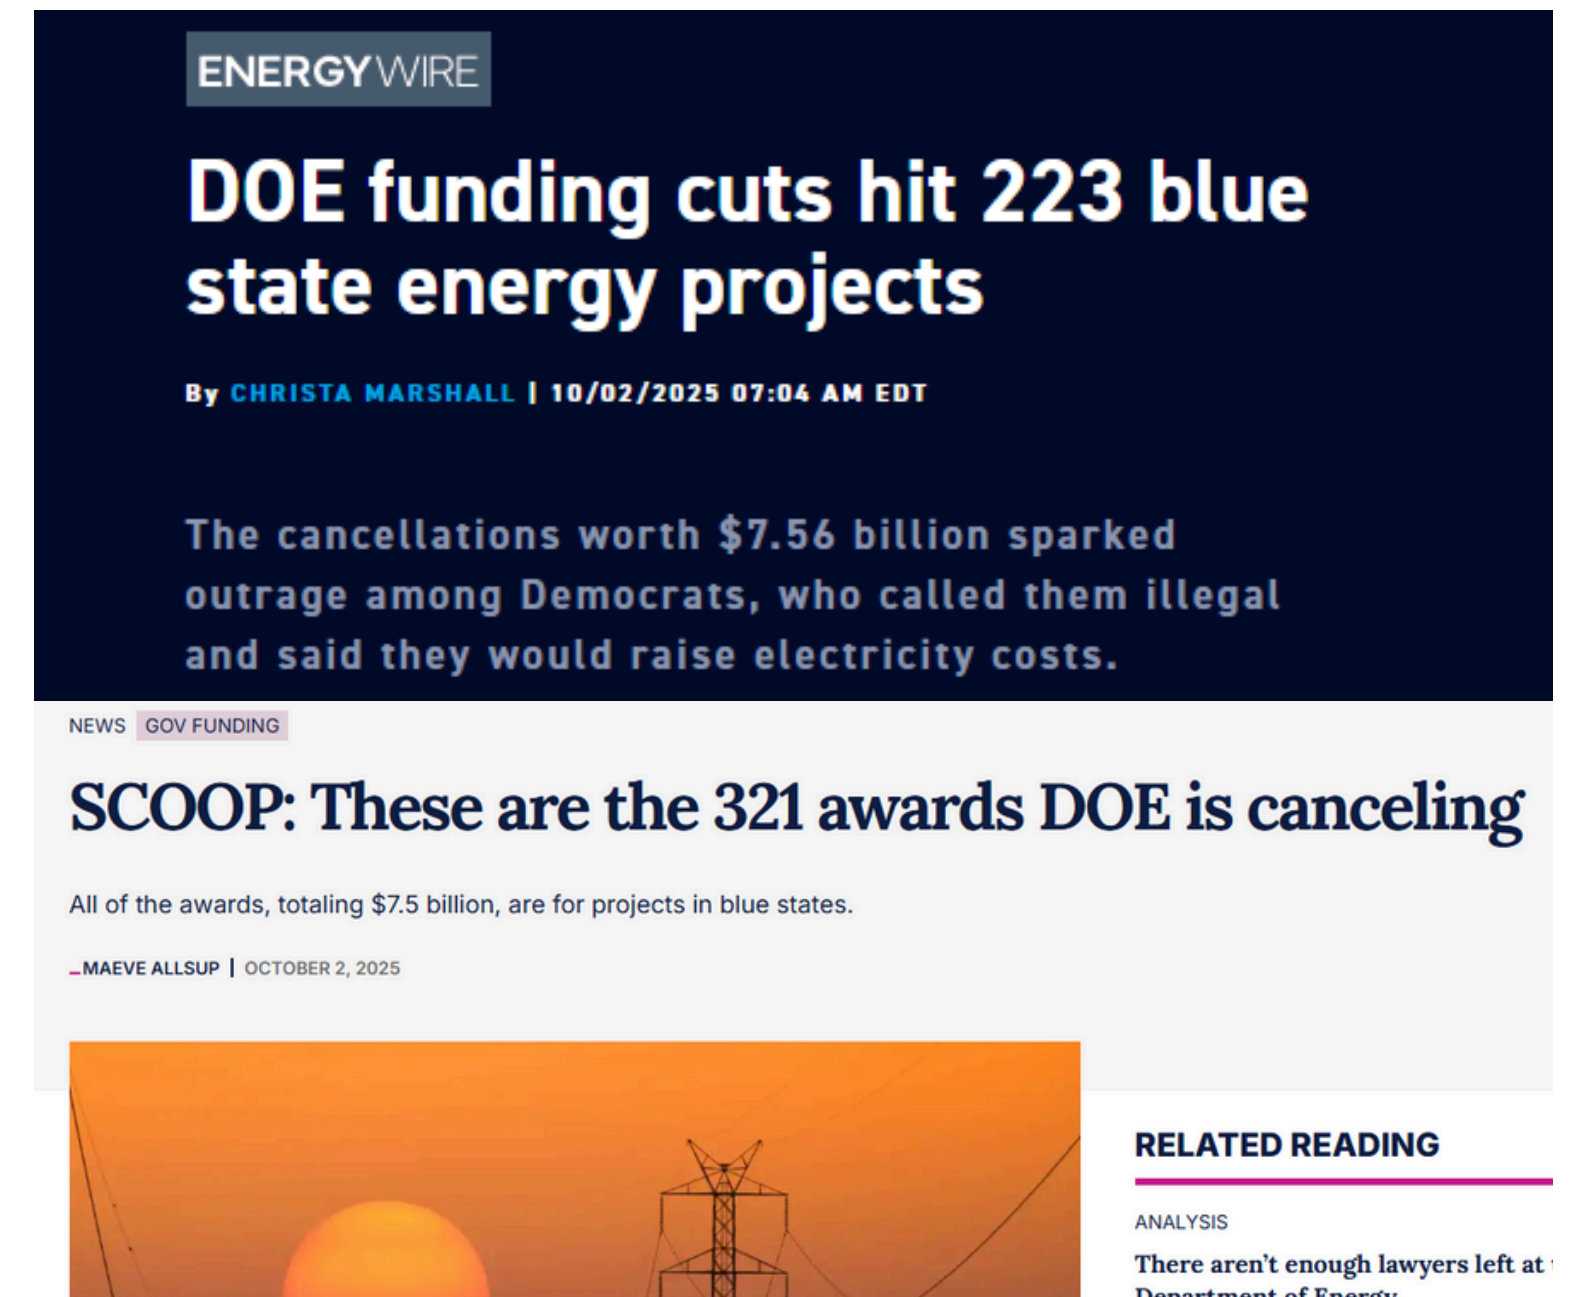 ENERGYWIRE
DOE funding cuts hit 223 blue
state energy projects
By CHRISTA MARSHALL | 10/02/2025 07:04 AM EDT
The cancellations worth $7.56 billion sparked
outrage among Democrats, who called them illegal
and said they would raise electricity costs.
NEWS GOV FUNDING
SCOOP: These are the 321 awards DOE is canceling
All of the awards, totaling $7.5 billion, are for projects in blue states.
MAEVE ALLSUP | OCTOBER 2, 2025
RELATED READING
ANALYSIS
There aren't enough lawyers left at
Department of Energy